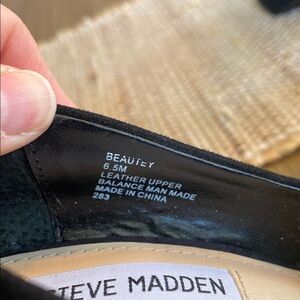 BEAUTEY
6.5M
LEATHER UPPER
BALANCE MAN MADE
MADE IN CHINA
283
STEVE MADDEN